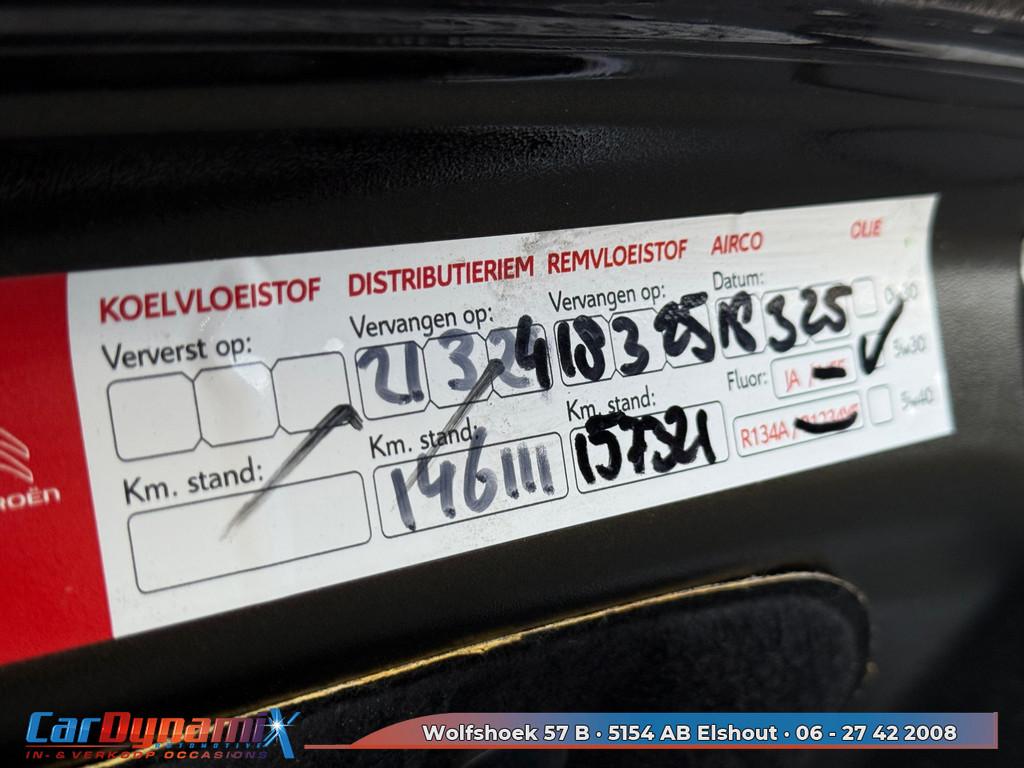 KOELVLOEISTOF DISTRIBUTIERIEM REMVLOEISTOF AIRCO OLIE
Ververst op: Vervangen op: Vervangen op: Datum:
21 3 24 18 3 25 18 3 25
Fluor: JA / 5w30
Km. stand: Km. stand: Km. stand: R134A/ 5w40
146111 157321
CarDynamiX
AUTOMOTIVE
IN- & VERKOOP OCCASIONS
Wolfshoek 57 B • 5154 AB Elshout • 06 - 27 42 2008